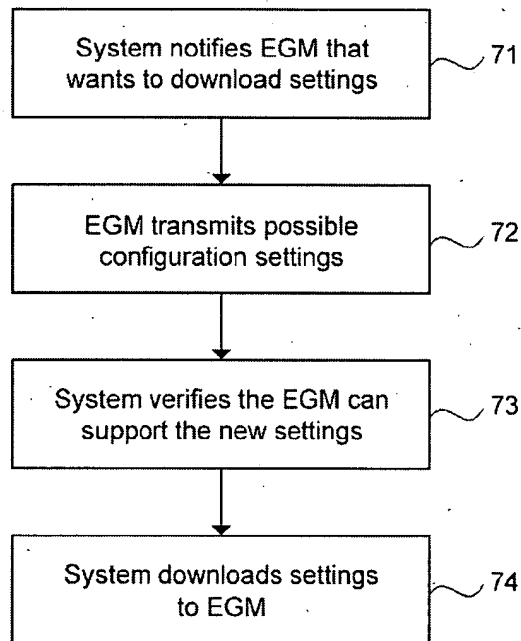 System notifies EGM that
wants to download settings
71
EGM transmits possible
configuration settings
72
System verifies the EGM can
support the new settings
73
System downloads settings
to EGM
74